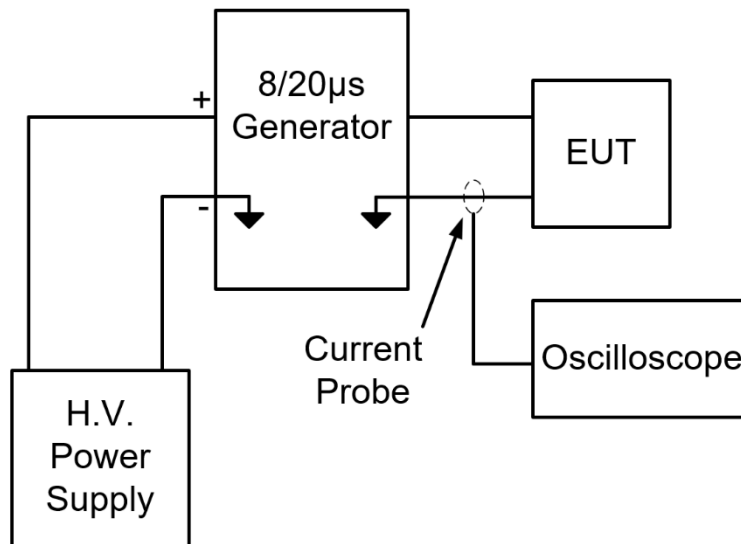 8/20µs
Generator
+
-
EUT
Current
Probe
Oscilloscope
H.V.
Power
Supply